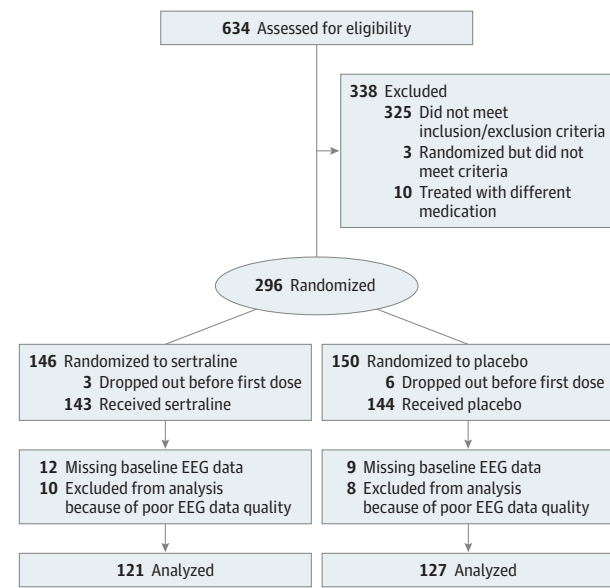 634 Assessed for eligibility
338 Excluded
325 Did not meet
inclusion/exclusion criteria
3 Randomized but did not
meet criteria
10 Treated with different
medication
296 Randomized
146 Randomized to sertraline
3 Dropped out before first dose
143 Received sertraline
150 Randomized to placebo
6 Dropped out before first dose
144 Received placebo
12 Missing baseline EEG data
10 Excluded from analysis
because of poor EEG data quality
9 Missing baseline EEG data
8 Excluded from analysis
because of poor EEG data quality
121 Analyzed
127 Analyzed